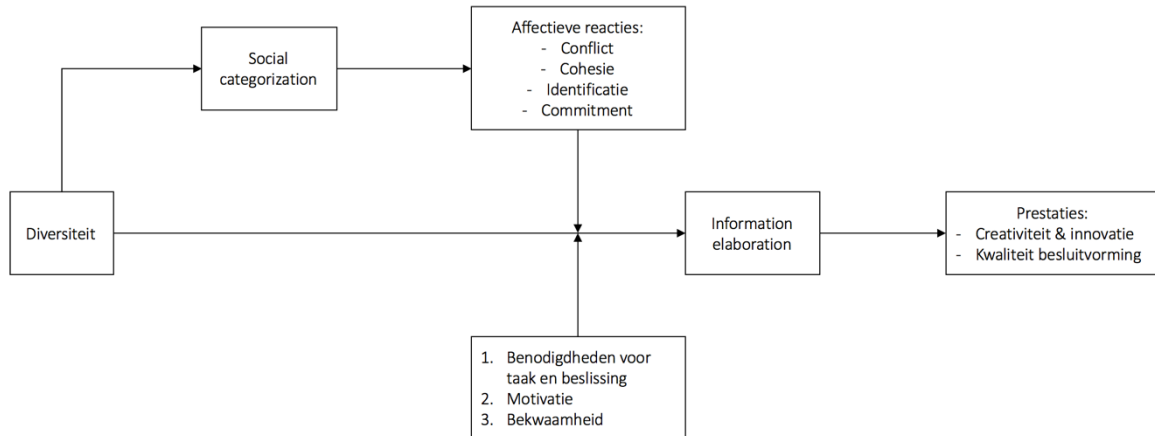 Affectieve reacties:
- Conflict
- Cohesie
- Identificatie
- Commitment
Social
categorization
Diversiteit
Information
elaboration
Prestaties:
- Creativiteit & innovatie
- Kwaliteit besluitvorming
1. Benodigdheden voor
taak en beslissing
2. Motivatie
3. Bekwaamheid